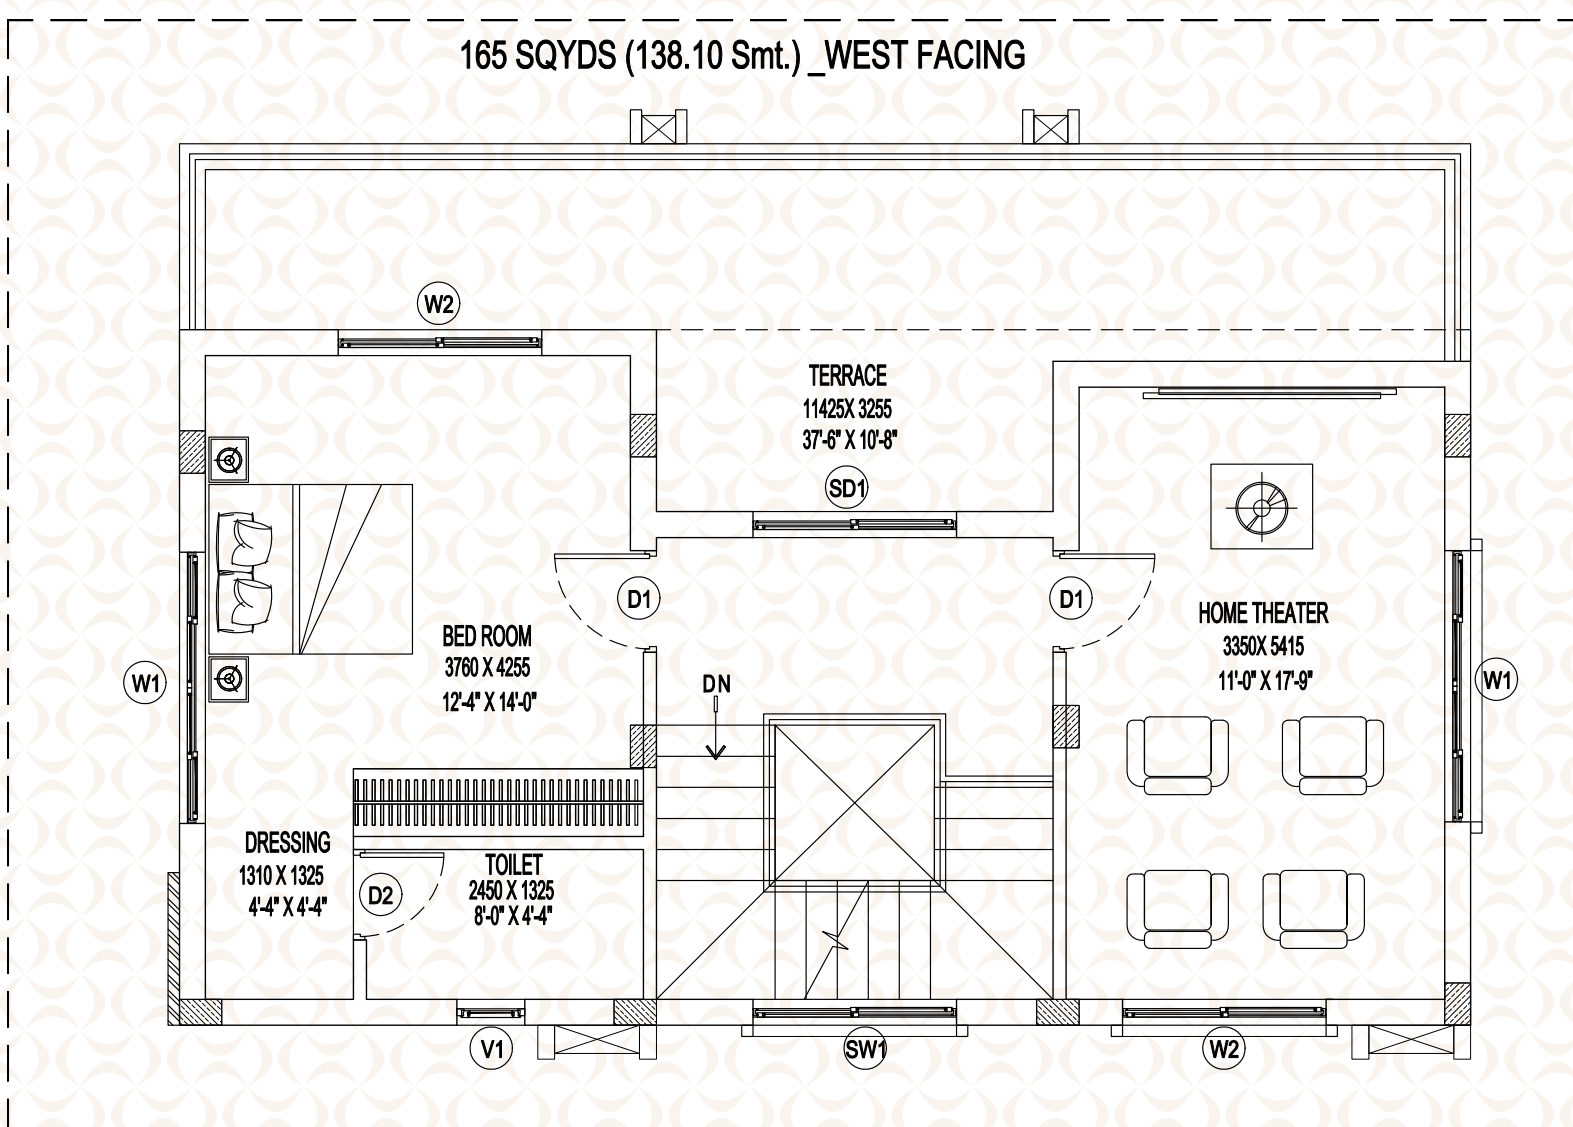 165 SQYDS (138.10 Smt.) _WEST FACING
W2
TERRACE
11425X 3255
37'-6" X 10'-8"
SD1
D1
D1
BED ROOM
3760 X 4255
12'-4" X 14'-0"
HOME THEATER
3350X 5415
11'-0" X 17'-9"
W1
W1
DN
DRESSING
1310 X 1325
4'-4" X 4'-4"
D2
TOILET
2450 X 1325
8'-0" X 4'-4"
V1
SW1
W2